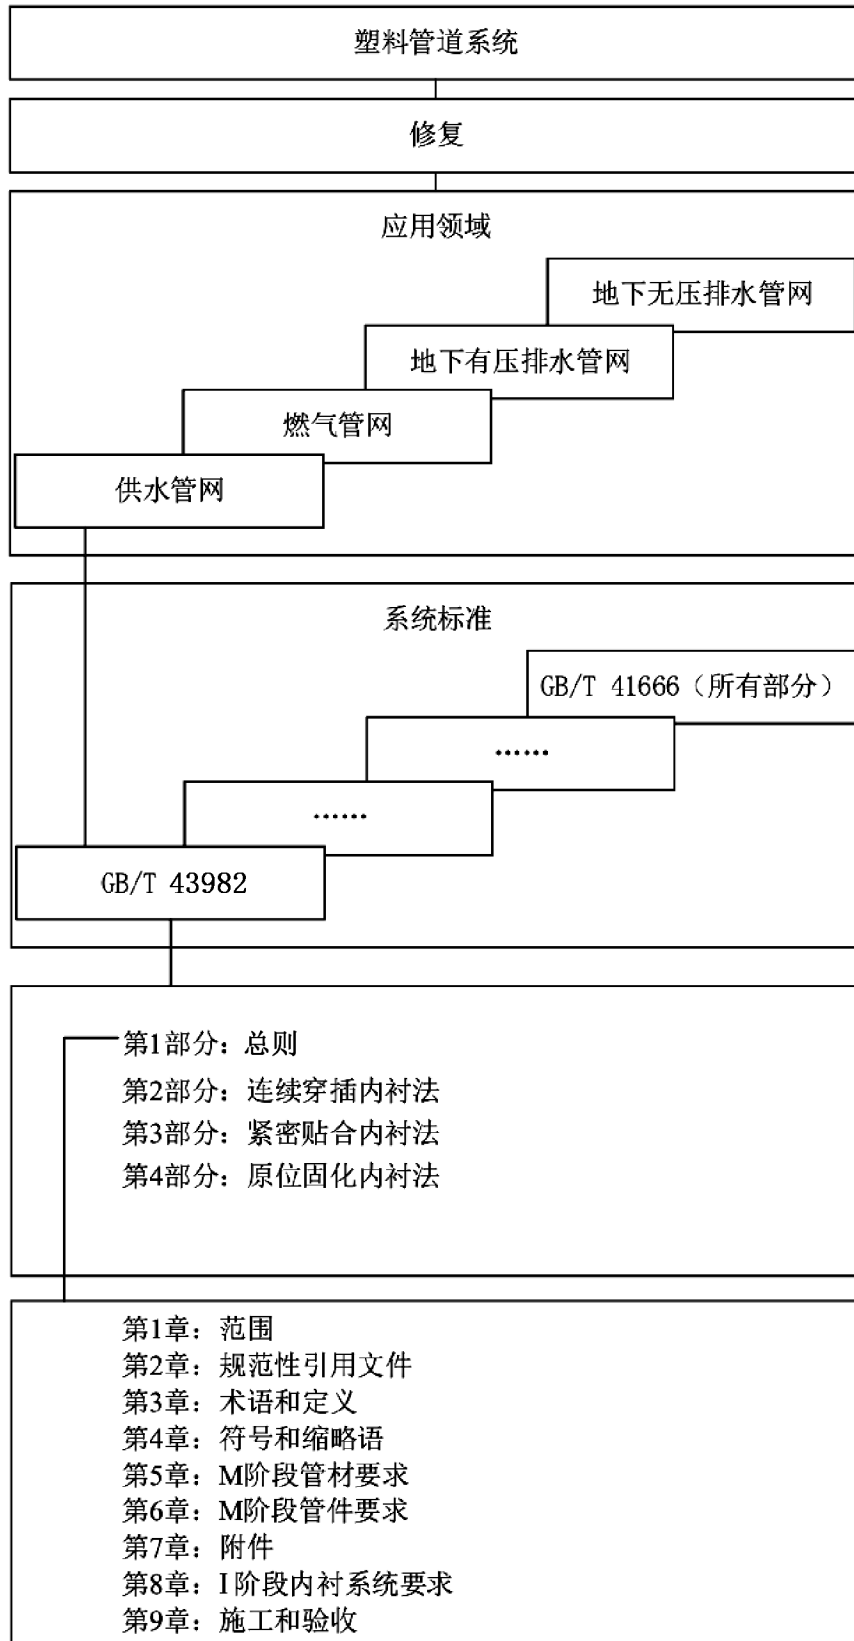 塑料管道系统
修复
应用领域
地下无压排水管网
地下有压排水管网
燃气管网
供水管网
系统标准
GB/T 41666（所有部分）
……
……
GB/T 43982
第1部分：总则
第2部分：连续穿插内衬法
第3部分：紧密贴合内衬法
第4部分：原位固化内衬法
第1章：范围
第2章：规范性引用文件
第3章：术语和定义
第4章：符号和缩略语
第5章：M阶段管材要求
第6章：M阶段管件要求
第7章：附件
第8章：I阶段内衬系统要求
第9章：施工和验收